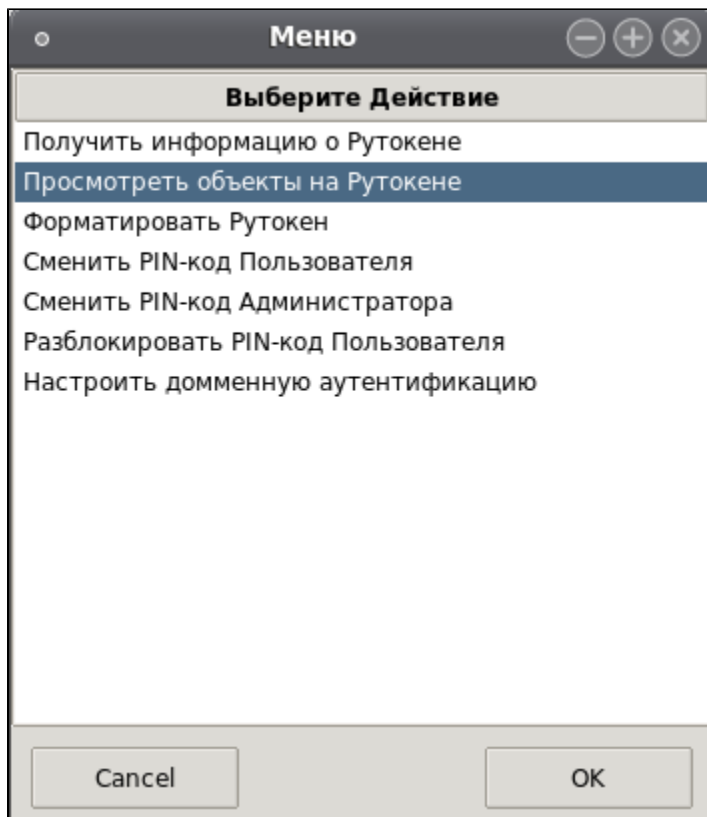 Меню
Выберите Действие
Получить информацию о Рутокене
Просмотреть объекты на Рутокене
Форматировать Рутокен
Сменить PIN-код Пользователя
Сменить PIN-код Администратора
Разблокировать PIN-код Пользователя
Настроить домменную аутентификацию
Cancel OK